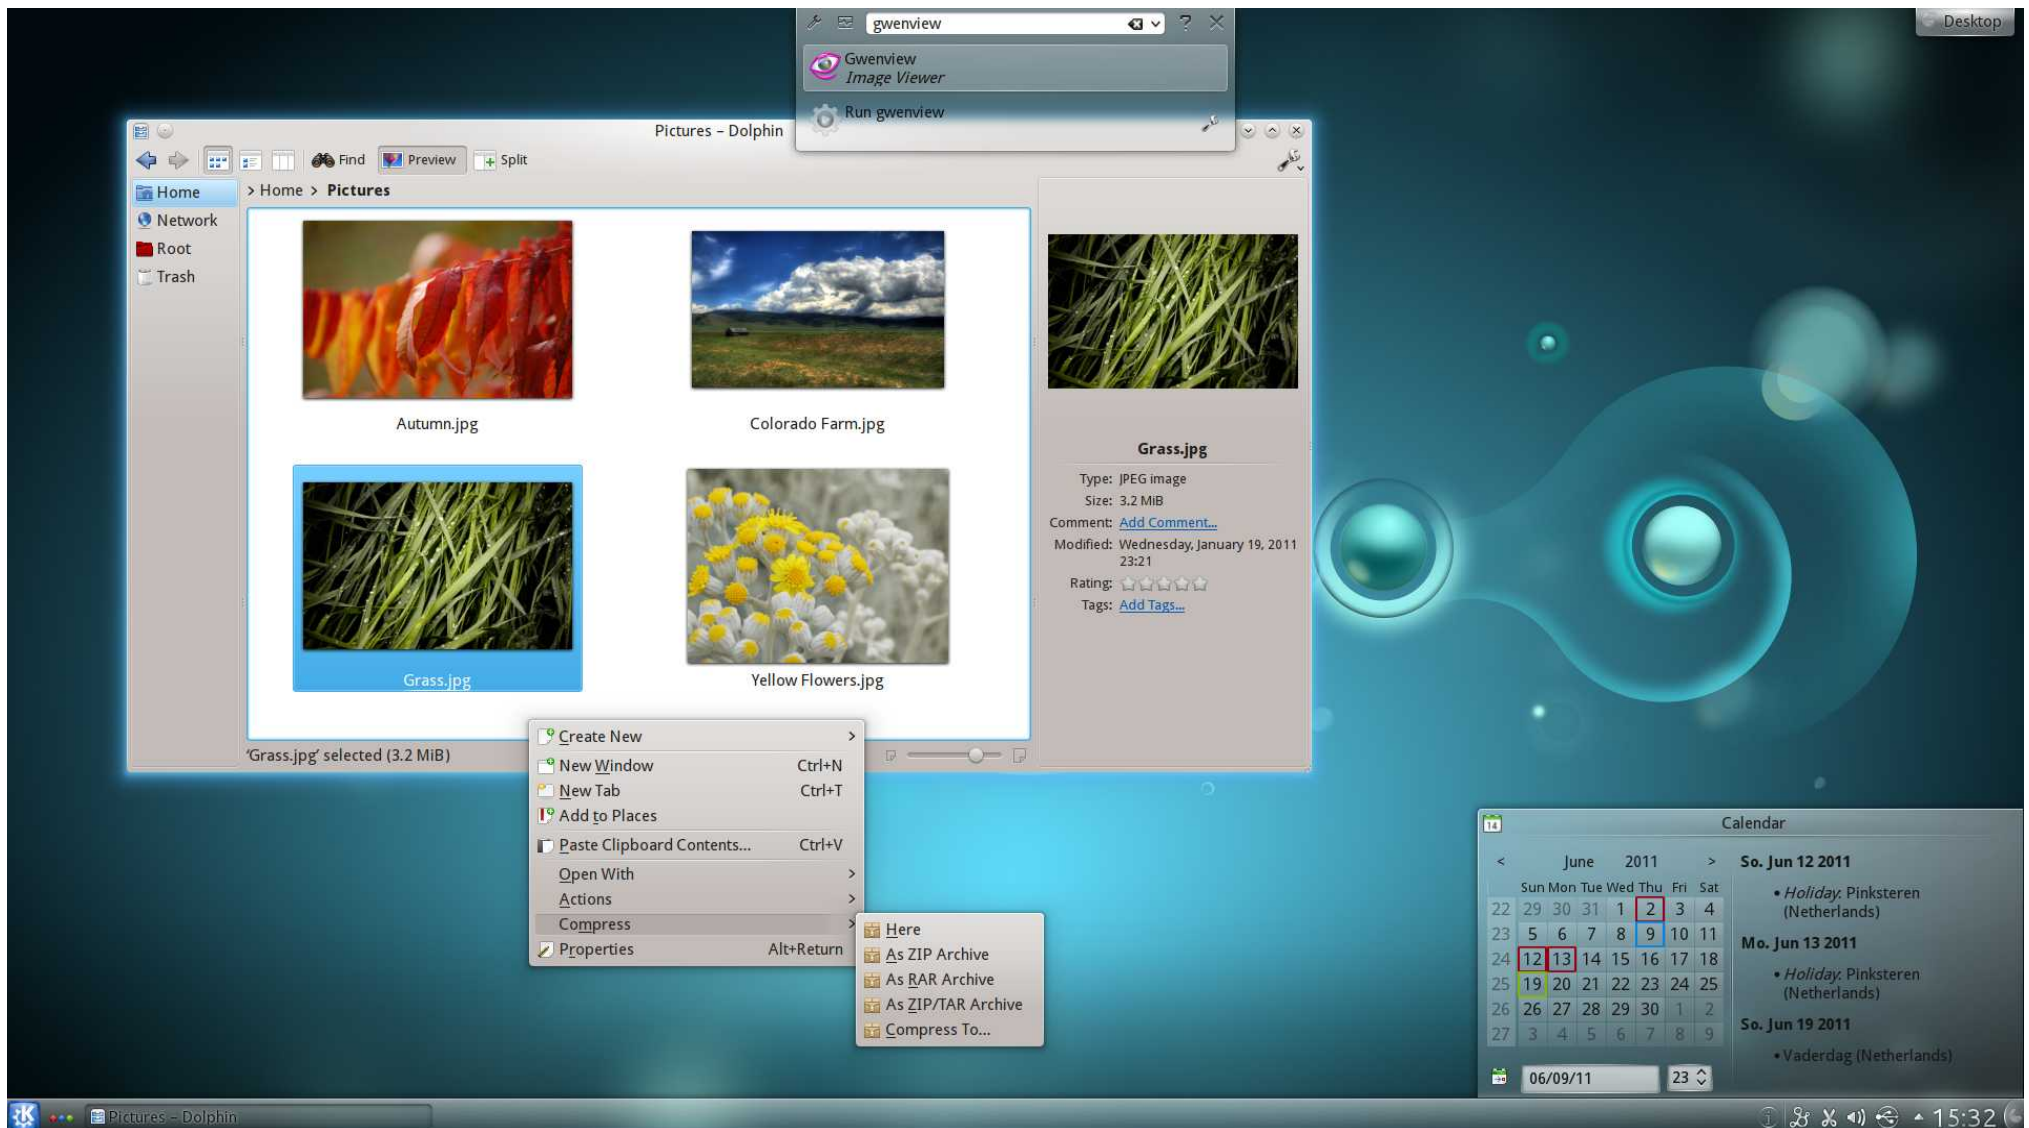 gwenview
?
Desktop
Gwenview
Image Viewer
Run gwenview
Pictures – Dolphin
Find
Preview
Split
Home
Network
Root
Trash
> Home > Pictures
Autumn.jpg
Colorado Farm.jpg
Grass.jpg
Yellow Flowers.jpg
Grass.jpg
Type: JPEG image
Size: 3.2 MiB
Comment: Add Comment...
Modified: Wednesday, January 19, 2011
23:21
Rating:
Tags: Add Tags...
‘Grass.jpg’ selected (3.2 MiB)
Create New >
New Window Ctrl+N
New Tab Ctrl+T
Add to Places
Paste Clipboard Contents... Ctrl+V
Open With >
Actions >
Compress >
Properties Alt+Return
Here
As ZIP Archive
As RAR Archive
As ZIP/TAR Archive
Compress To...
14
Calendar
< June 2011 >
Sun Mon Tue Wed Thu Fri Sat
22 29 30 31 1 2 3 4
23 5 6 7 8 9 10 11
24 12 13 14 15 16 17 18
25 19 20 21 22 23 24 25
26 26 27 28 29 30 1 2
27 3 4 5 6 7 8 9
06/09/11 23
So. Jun 12 2011
• Holiday: Pinksteren
(Netherlands)
Mo. Jun 13 2011
• Holiday: Pinksteren
(Netherlands)
So. Jun 19 2011
• Vaderdag (Netherlands)
K
Pictures – Dolphin
15:32